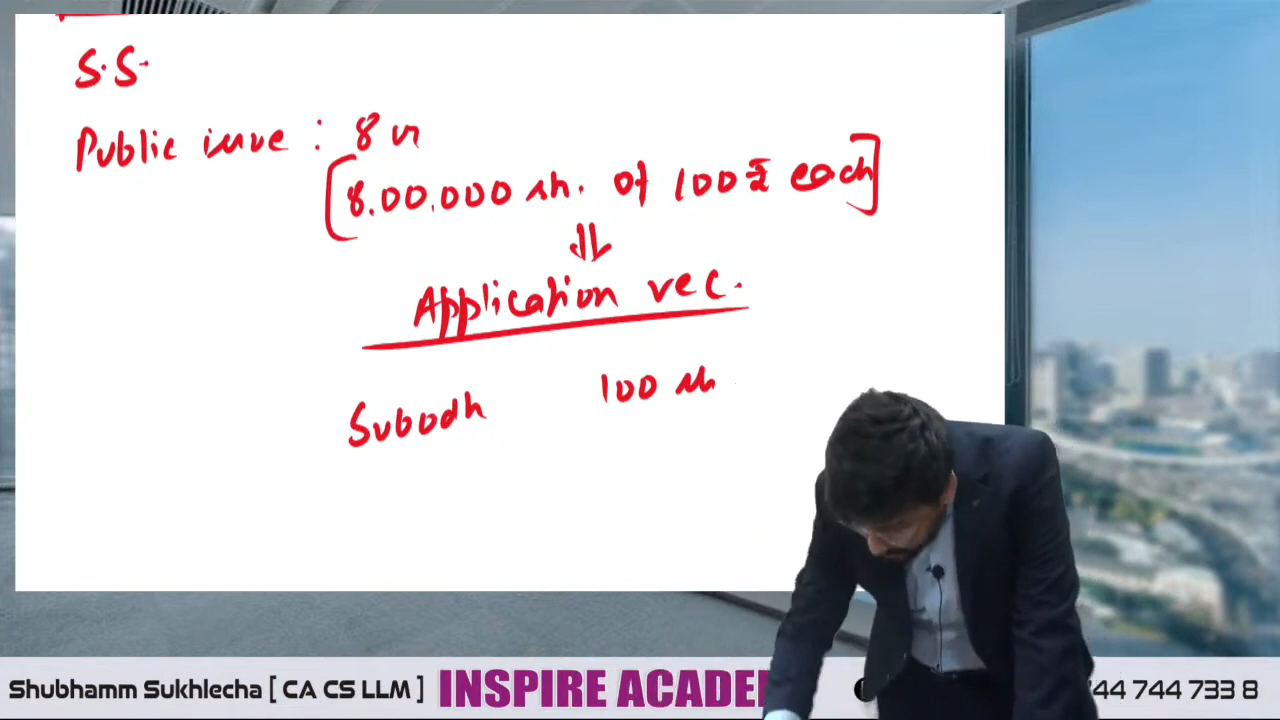 S.S.
Public issue : 8 cr
[8,00,000 sh. of 100₹ each]
Application rec.
Subodh 100 sh
Shubhamm Sukhlecha [ CA CS LLM ] INSPIRE ACADE 44 744 733 8